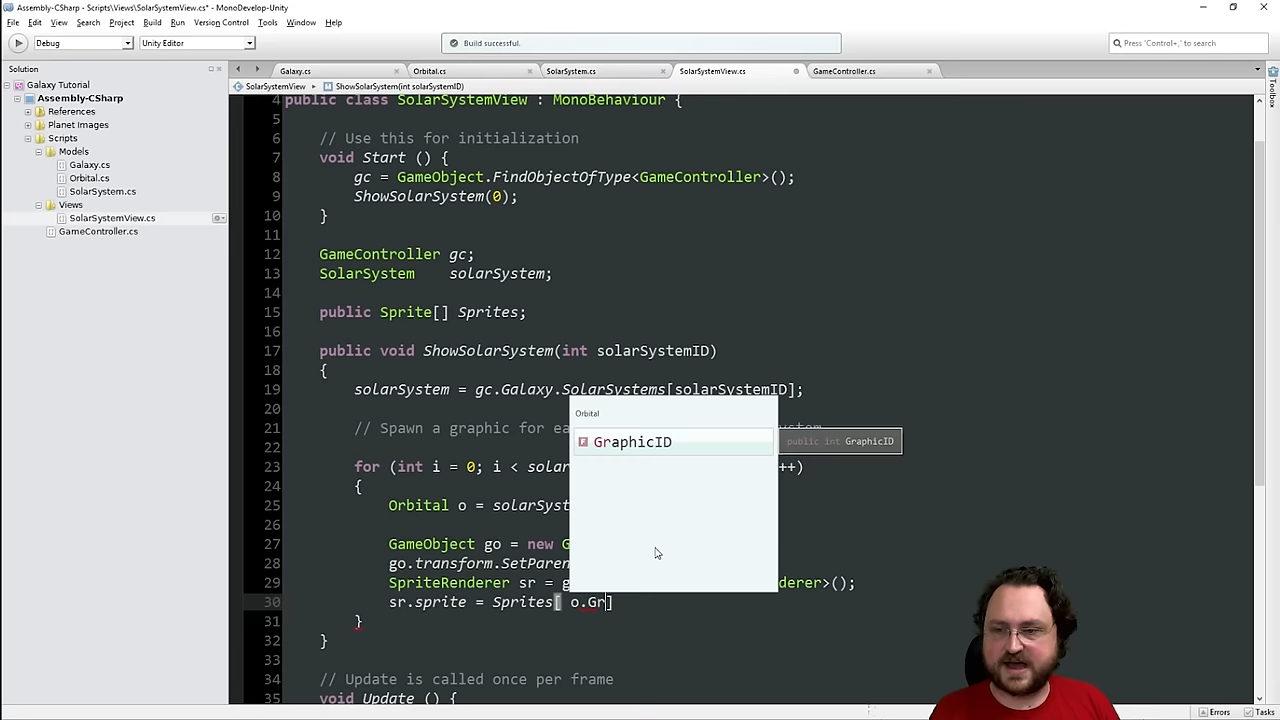 Assembly-CSharp - Scripts\Views\SolarSystemView.cs* - MonoDevelop-Unity
File Edit View Search Project Build Run Version Control Tools Window Help
Debug Unity Editor Build successful. Press 'Control+,' to search
Solution
Galaxy.cs Orbital.cs SolarSystem.cs SolarSystemView.cs GameController.cs
Galaxy Tutorial
Assembly-CSharp
References
Planet Images
Scripts
Models
Galaxy.cs
Orbital.cs
SolarSystem.cs
Views
SolarSystemView.cs
GameController.cs
SolarSystemView ShowSolarSystem(int solarSystemID)
4 public class SolarSystemView : MonoBehaviour {
5
6 // Use this for initialization
7 void Start () {
8 gc = GameObject.FindObjectOfType<GameController>();
9 ShowSolarSystem(0);
10 }
11
12 GameController gc;
13 SolarSystem solarSystem;
14
15 public Sprite[] Sprites;
16
17 public void ShowSolarSystem(int solarSystemID)
18 {
19 solarSystem = gc.Galaxy.SolarSystems[solarSystemID];
20
21 // Spawn a graphic for ea
22
23 for (int i = 0; i < solar ++)
24 {
25 Orbital o = solarSyst
26
27 GameObject go = new G
28 go.transform.SetParen
29 SpriteRenderer sr = g derer>();
30 sr.sprite = Sprites[ o.Gr]
31 }
32 }
33
34 // Update is called once per frame
35 void Update () {
Orbital
GraphicID
public int GraphicID
Toolbox
Errors Tasks